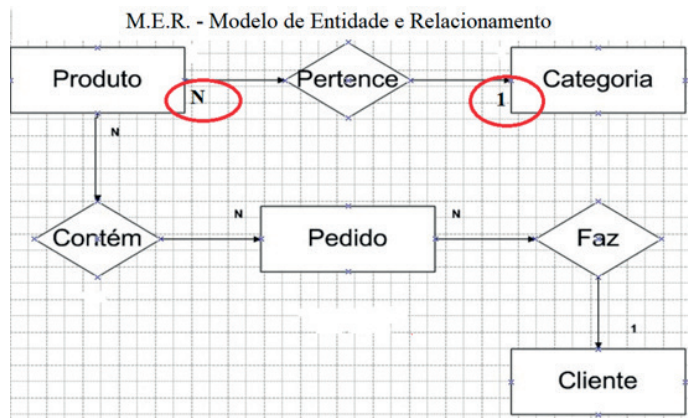 M.E.R. - Modelo de Entidade e Relacionamento
Produto
Pertence
Categoria
N
1
N
N
N
Contém
Pedido
Faz
1
Cliente